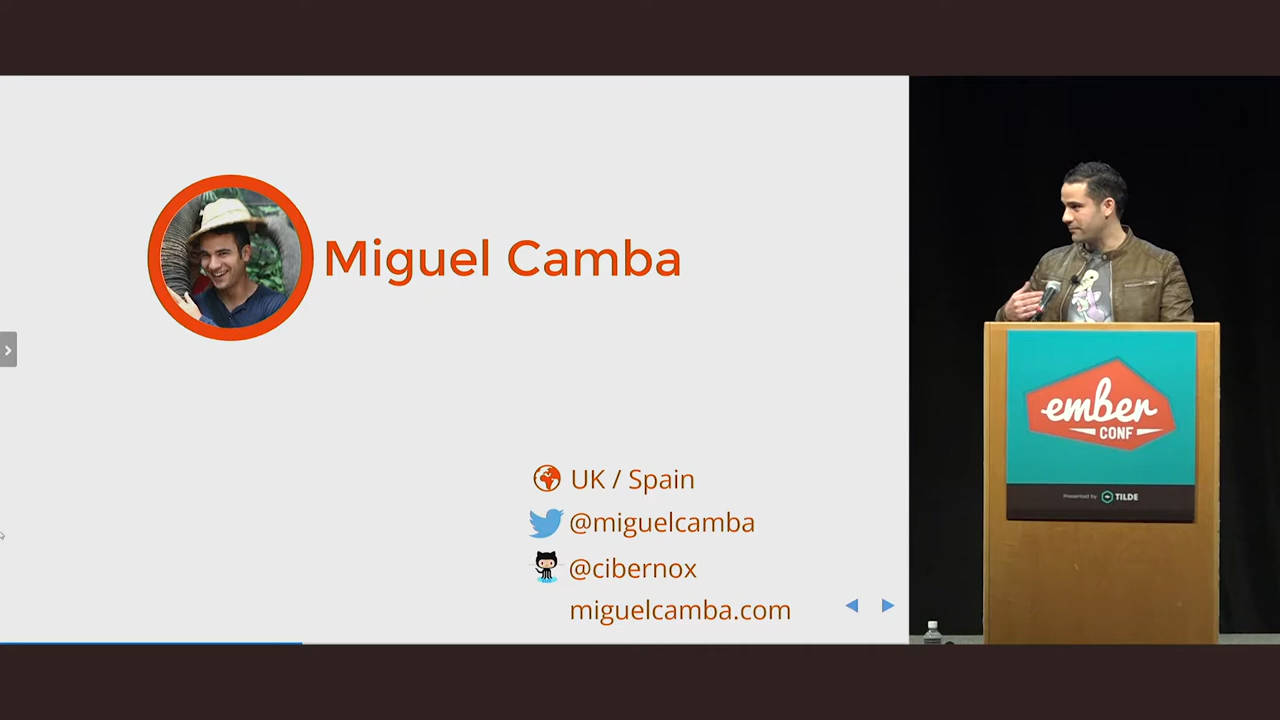 Miguel Camba
UK / Spain
@miguelcamba
@cibernox
miguelcamba.com
ember
CONF
Presented by TILDE